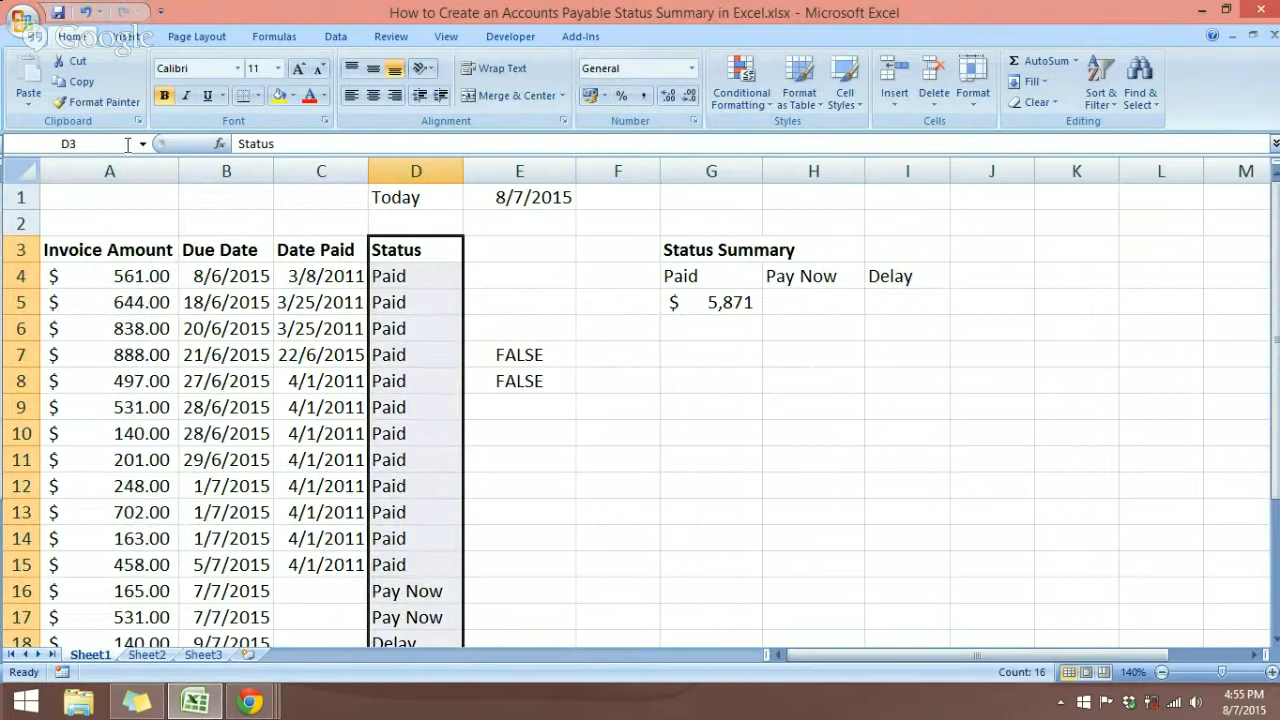 How to Create an Accounts Payable Status Summary in Excel.xlsx - Microsoft Excel
Home Insert Page Layout Formulas Data Review View Developer Add-Ins
Google
Paste
Cut
Copy
Format Painter
Clipboard
Calibri 11
B I U
Font
Wrap Text
Merge & Center
Alignment
General
Number
Conditional Formatting
Format as Table
Cell Styles
Styles
Insert Delete Format
Cells
AutoSum
Fill
Clear
Sort & Filter
Find & Select
Editing
D3 fx Status
A B C D E F G H I J K L M
1 Today 8/7/2015
2
3 Invoice Amount Due Date Date Paid Status Status Summary
4 $ 561.00 8/6/2015 3/8/2011 Paid Paid Pay Now Delay
5 $ 644.00 18/6/2015 3/25/2011 Paid $ 5,871
6 $ 838.00 20/6/2015 3/25/2011 Paid
7 $ 888.00 21/6/2015 22/6/2015 Paid FALSE
8 $ 497.00 27/6/2015 4/1/2011 Paid FALSE
9 $ 531.00 28/6/2015 4/1/2011 Paid
10 $ 140.00 28/6/2015 4/1/2011 Paid
11 $ 201.00 29/6/2015 4/1/2011 Paid
12 $ 248.00 1/7/2015 4/1/2011 Paid
13 $ 702.00 1/7/2015 4/1/2011 Paid
14 $ 163.00 1/7/2015 4/1/2011 Paid
15 $ 458.00 5/7/2015 4/1/2011 Paid
16 $ 165.00 7/7/2015 Pay Now
17 $ 531.00 7/7/2015 Pay Now
18 $ 140.00 9/7/2015 Delay
Sheet1 Sheet2 Sheet3
Ready Count: 16 140%
4:55 PM
8/7/2015